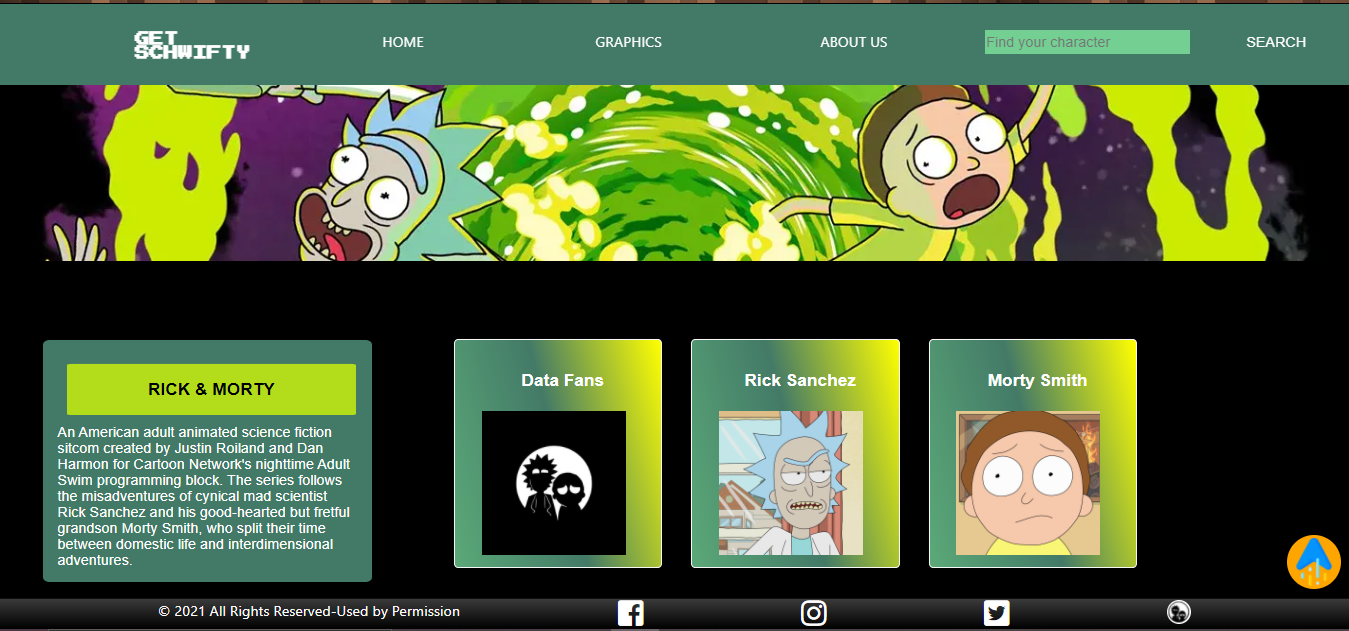 GET
SCHWIFTY
HOME
GRAPHICS
ABOUT US
Find your character
SEARCH
RICK & MORTY
An American adult animated science fiction
sitcom created by Justin Roiland and Dan
Harmon for Cartoon Network's nighttime Adult
Swim programming block. The series follows
the misadventures of cynical mad scientist
Rick Sanchez and his good-hearted but fretful
grandson Morty Smith, who split their time
between domestic life and interdimensional
adventures.
Data Fans
Rick Sanchez
Morty Smith
© 2021 All Rights Reserved-Used by Permission